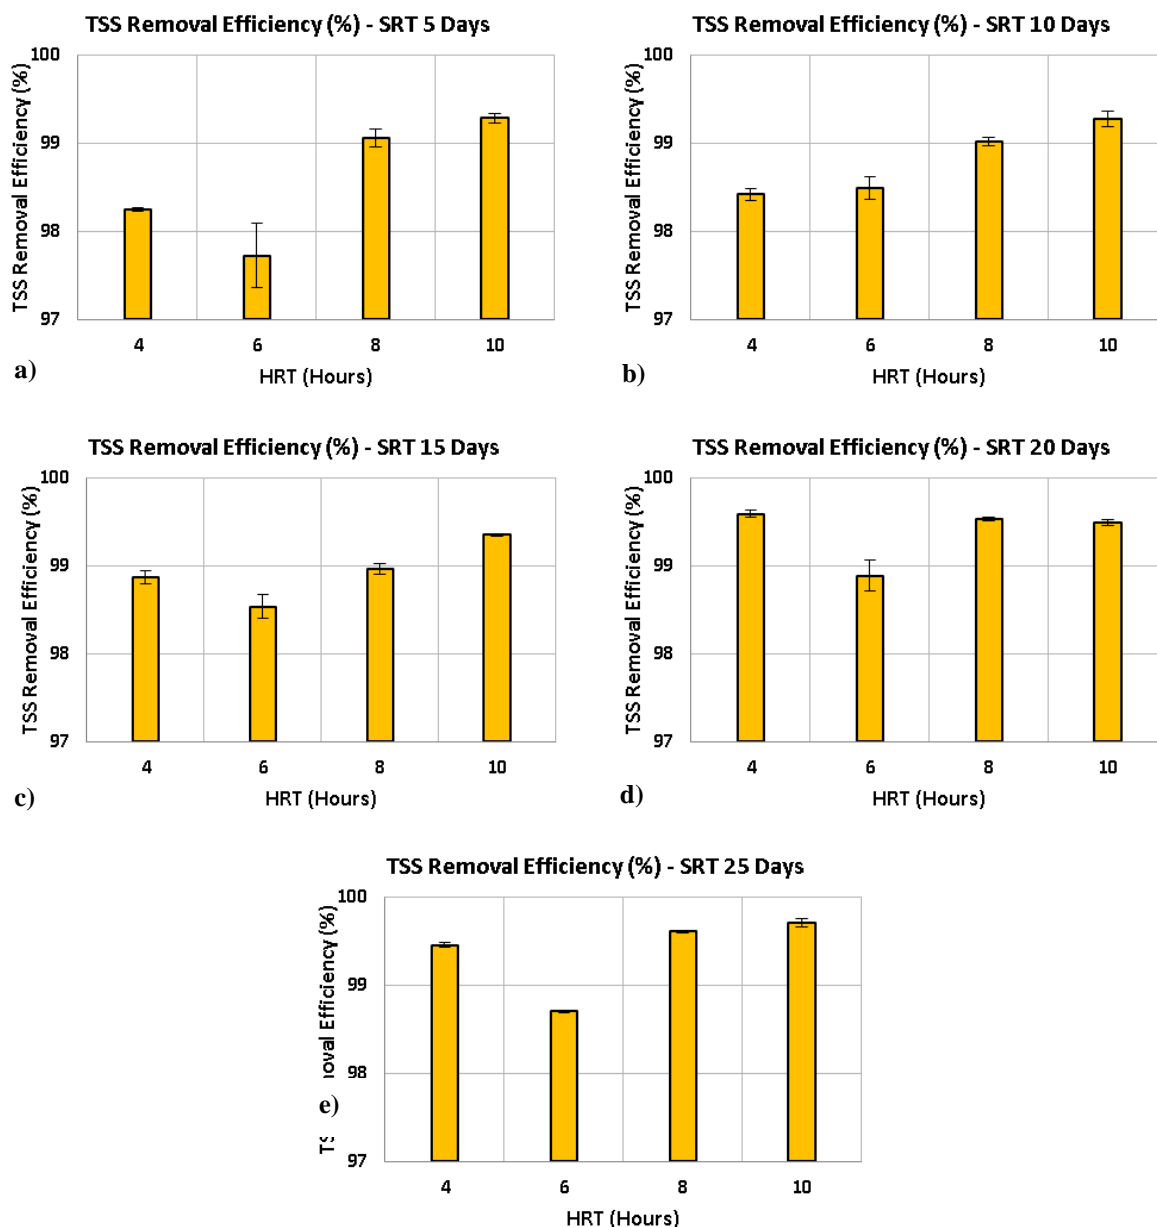 TSS Removal Efficiency (%) - SRT 5 Days
TSS Removal Efficiency (%)
100
99
98
97
4 6 8 10
HRT (Hours)
a)
TSS Removal Efficiency (%) - SRT 10 Days
TSS Removal Efficiency (%)
100
99
98
97
4 6 8 10
HRT (Hours)
b)
TSS Removal Efficiency (%) - SRT 15 Days
TSS Removal Efficiency (%)
100
99
98
97
4 6 8 10
HRT (Hours)
c)
TSS Removal Efficiency (%) - SRT 20 Days
TSS Removal Efficiency (%)
100
99
98
97
4 6 8 10
HRT (Hours)
d)
TSS Removal Efficiency (%) - SRT 25 Days
Efficiency (%)
100
99
98
97
4 6 8 10
HRT (Hours)
e)